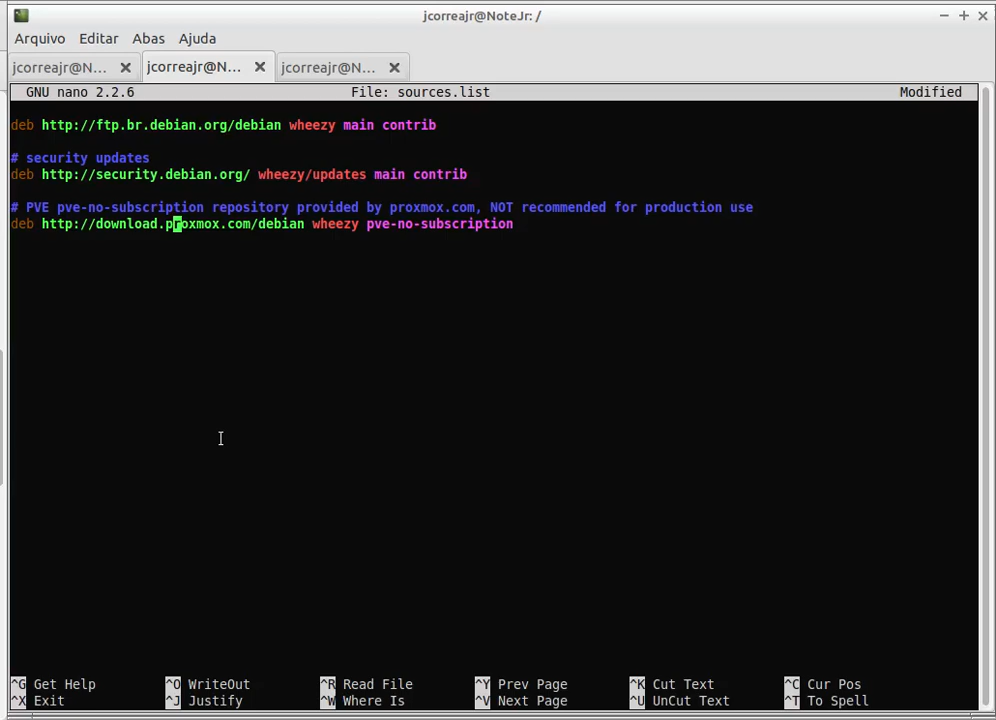 jcorreajr@NoteJr: /
Arquivo Editar Abas Ajuda
jcorreajr@N... jcorreajr@N... jcorreajr@N...
GNU nano 2.2.6 File: sources.list Modified
deb http://ftp.br.debian.org/debian wheezy main contrib
# security updates
deb http://security.debian.org/ wheezy/updates main contrib
# PVE pve-no-subscription repository provided by proxmox.com, NOT recommended for production use
deb http://download.proxmox.com/debian wheezy pve-no-subscription
^G Get Help ^O WriteOut ^R Read File ^Y Prev Page ^K Cut Text ^C Cur Pos
^X Exit ^J Justify ^W Where Is ^V Next Page ^U UnCut Text ^T To Spell